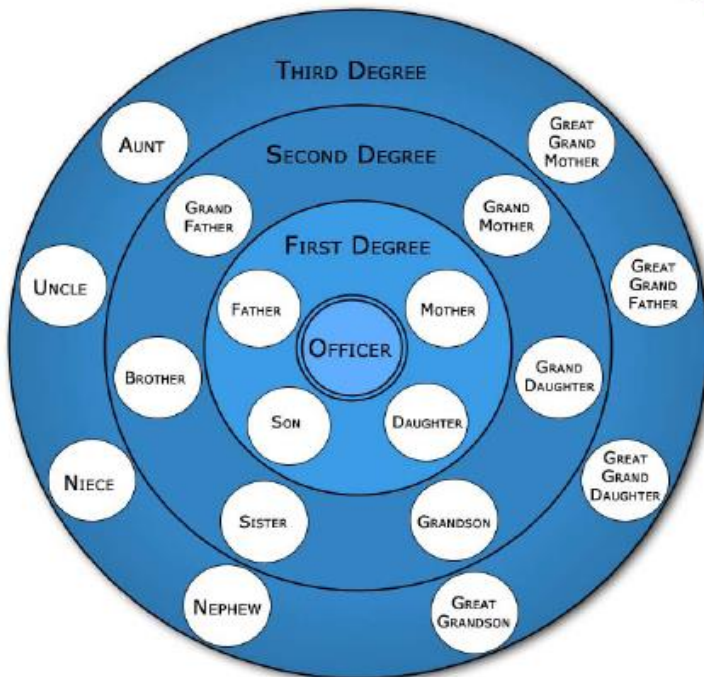 THIRD DEGREE
AUNT
GREAT
GRAND
MOTHER
SECOND DEGREE
GRAND
FATHER
GRAND
MOTHER
FIRST DEGREE
UNCLE
GREAT
GRAND
FATHER
FATHER
MOTHER
OFFICER
BROTHER
GRAND
DAUGHTER
SON
DAUGHTER
NIECE
GREAT
GRAND
DAUGHTER
SISTER
GRANDSON
NEPHEW
GREAT
GRANDSON